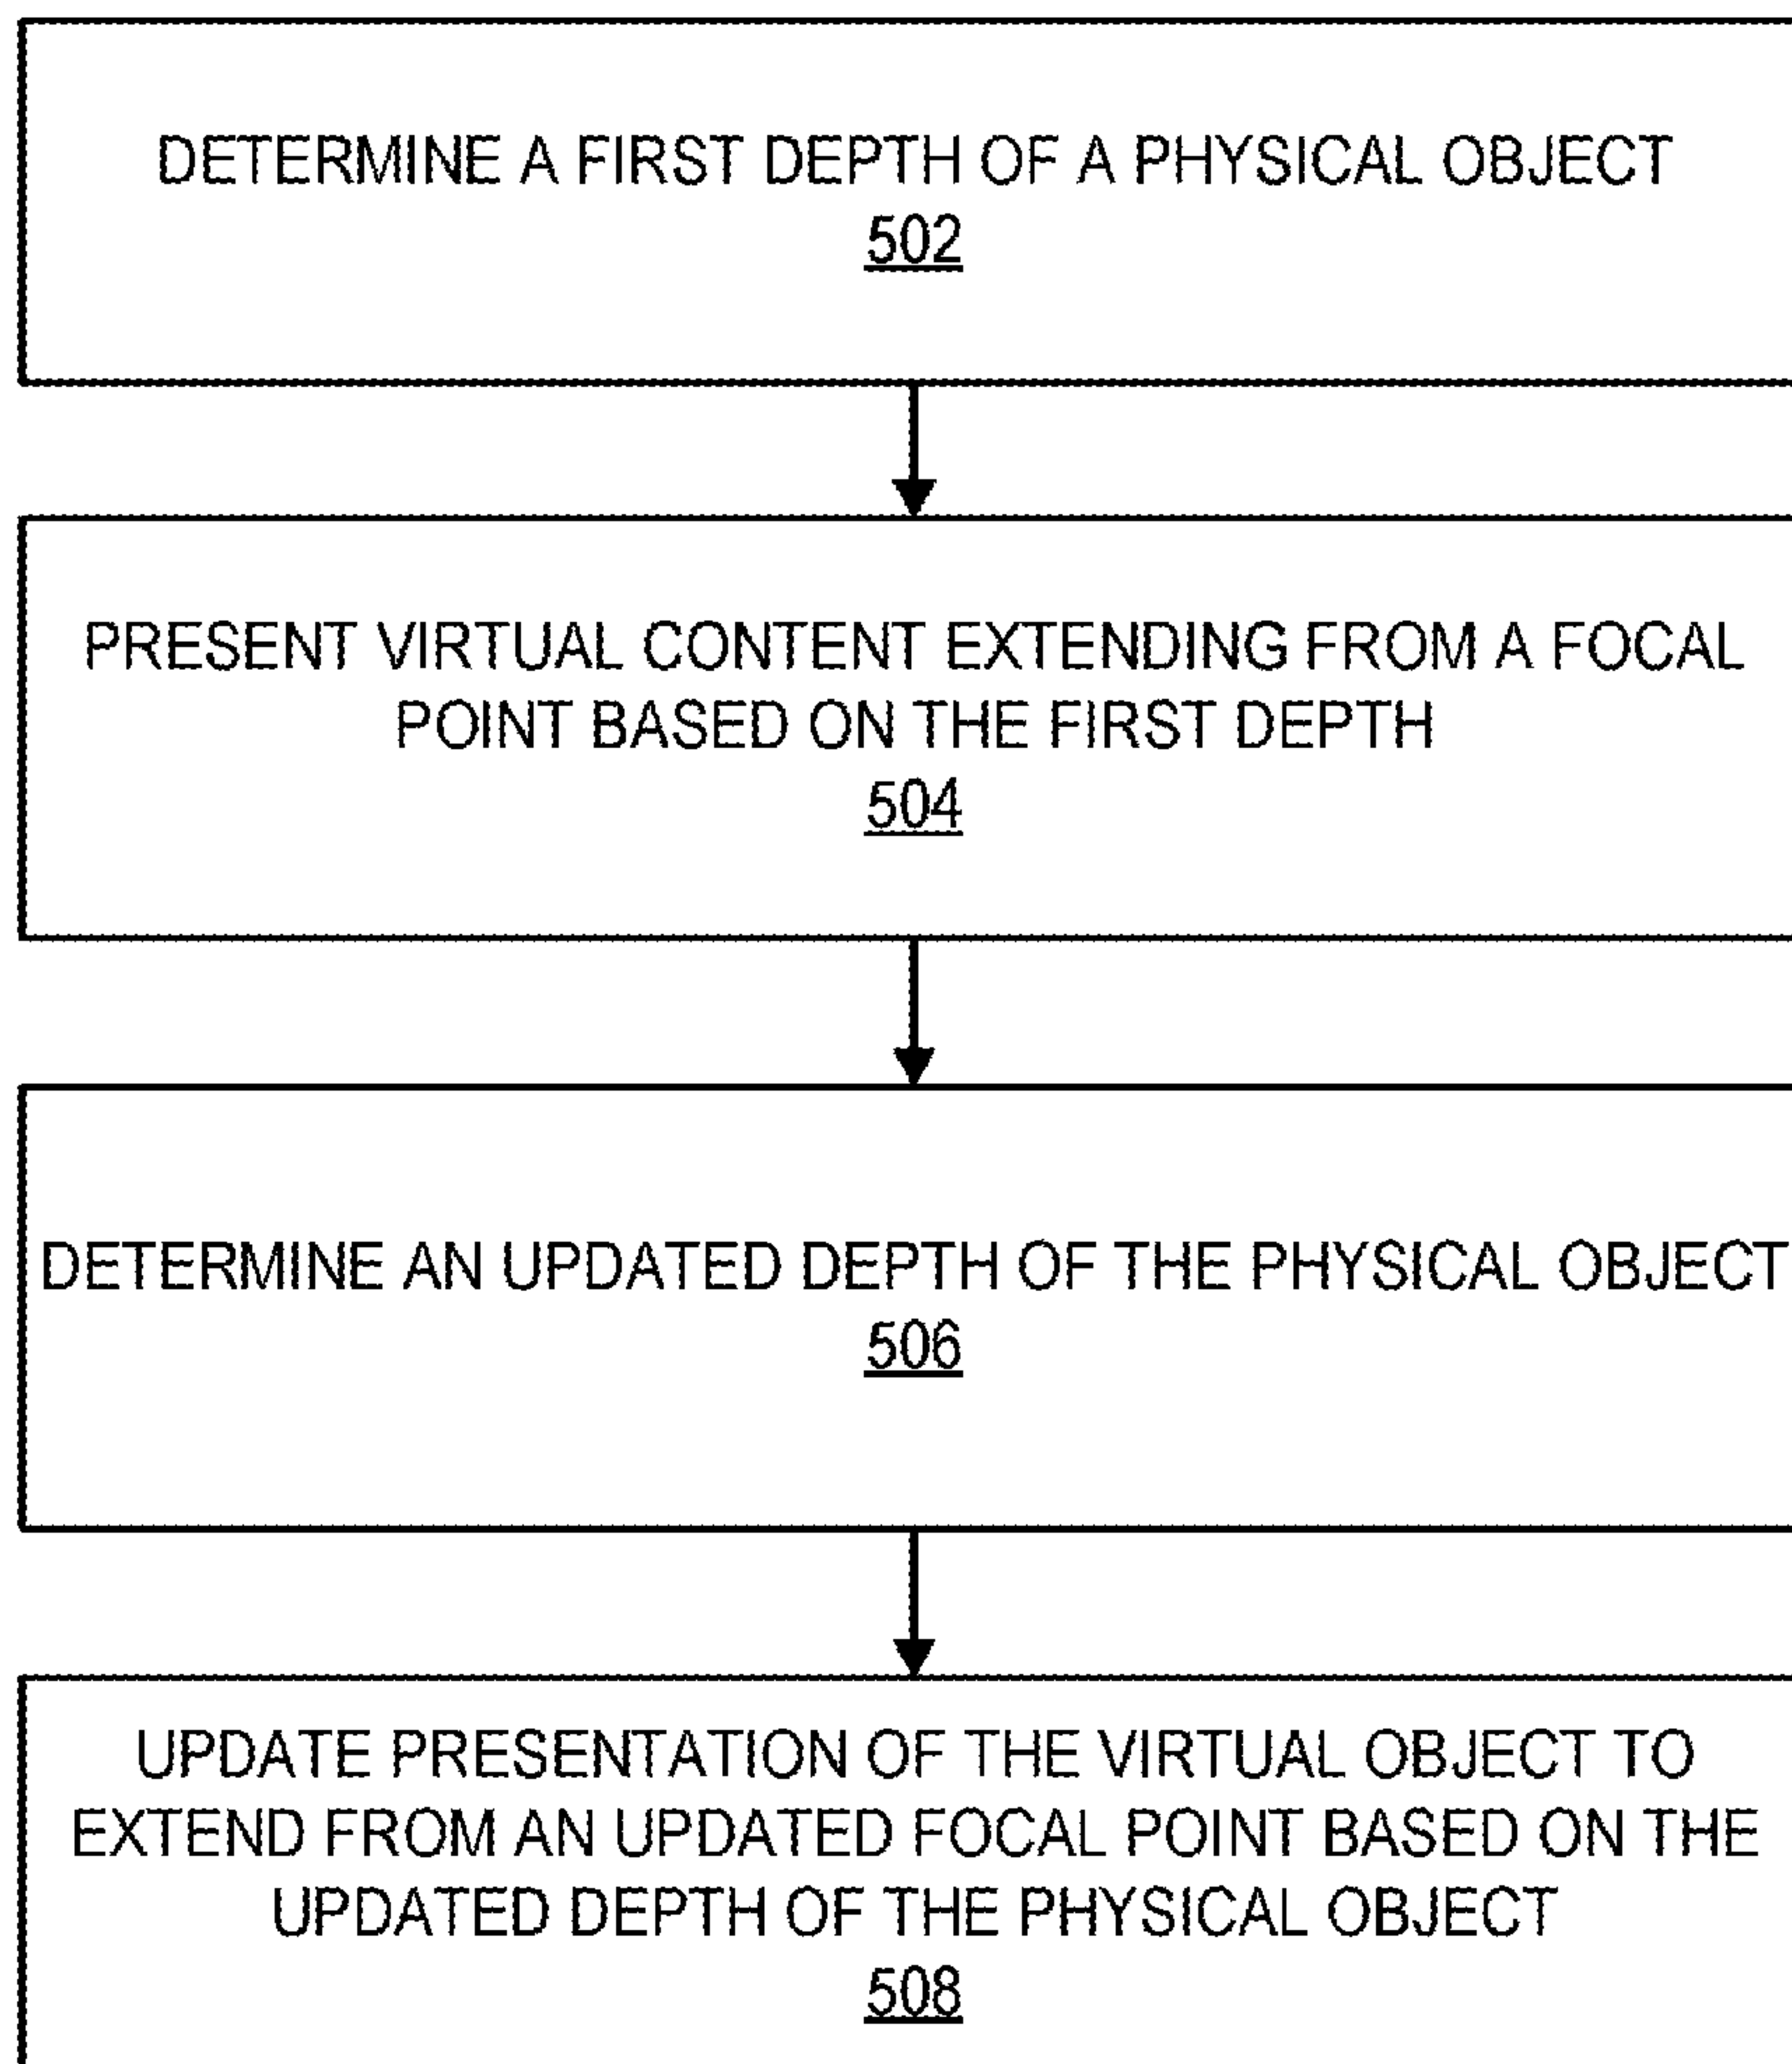 DETERMINE A FIRST DEPTH OF A PHYSICAL OBJECT
502
PRESENT VIRTUAL CONTENT EXTENDING FROM A FOCAL
POINT BASED ON THE FIRST DEPTH
504
DETERMINE AN UPDATED DEPTH OF THE PHYSICAL OBJECT
506
UPDATE PRESENTATION OF THE VIRTUAL OBJECT TO
EXTEND FROM AN UPDATED FOCAL POINT BASED ON THE
UPDATED DEPTH OF THE PHYSICAL OBJECT
508